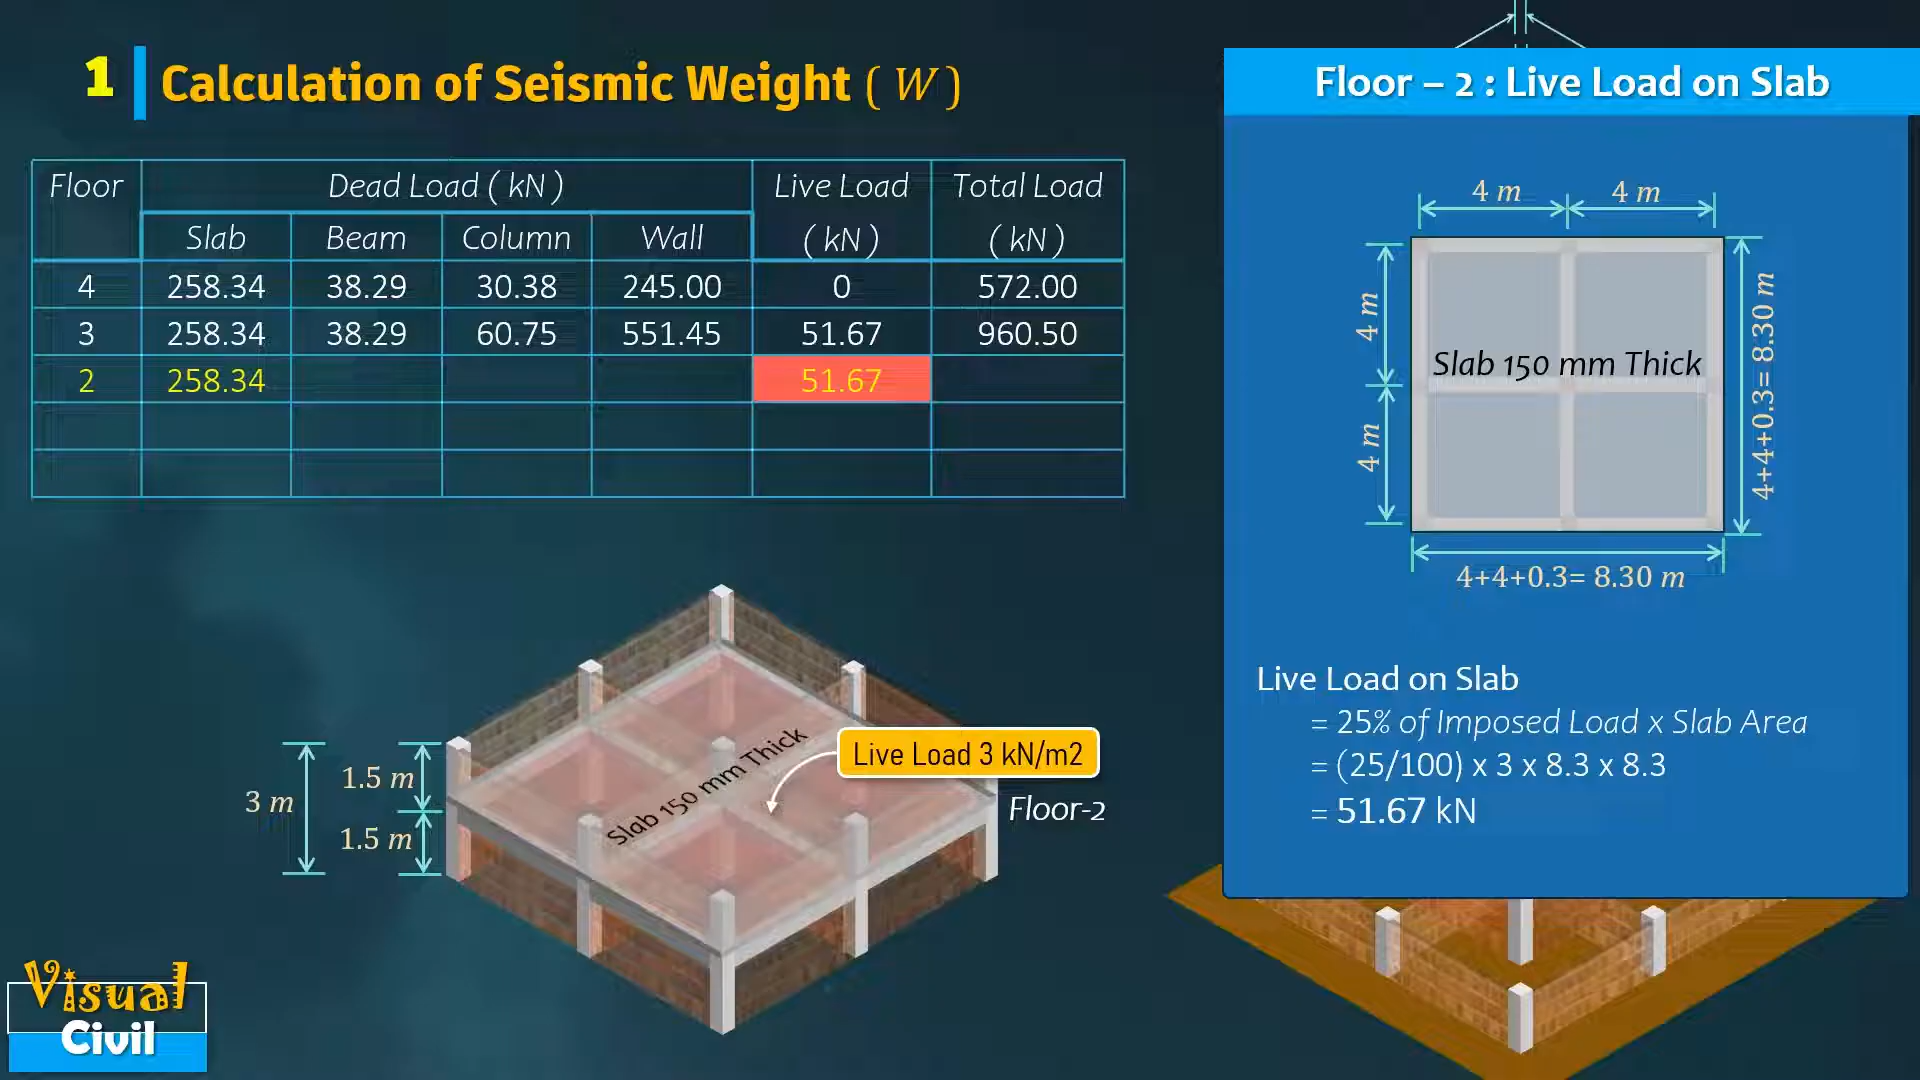 1 Calculation of Seismic Weight ( W )
Floor Dead Load ( kN ) Live Load ( kN ) Total Load ( kN )
Slab Beam Column Wall
4 258.34 38.29 30.38 245.00 0 572.00
3 258.34 38.29 60.75 551.45 51.67 960.50
2 258.34 51.67
Slab 150 mm Thick
Live Load 3 kN/m2
Floor-2
3 m
1.5 m
1.5 m
Visual
Civil
Floor – 2 : Live Load on Slab
4 m 4 m
4 m
4 m
Slab 150 mm Thick
4+4+0.3= 8.30 m
4+4+0.3= 8.30 m
Live Load on Slab
= 25% of Imposed Load x Slab Area
= (25/100) x 3 x 8.3 x 8.3
= 51.67 kN